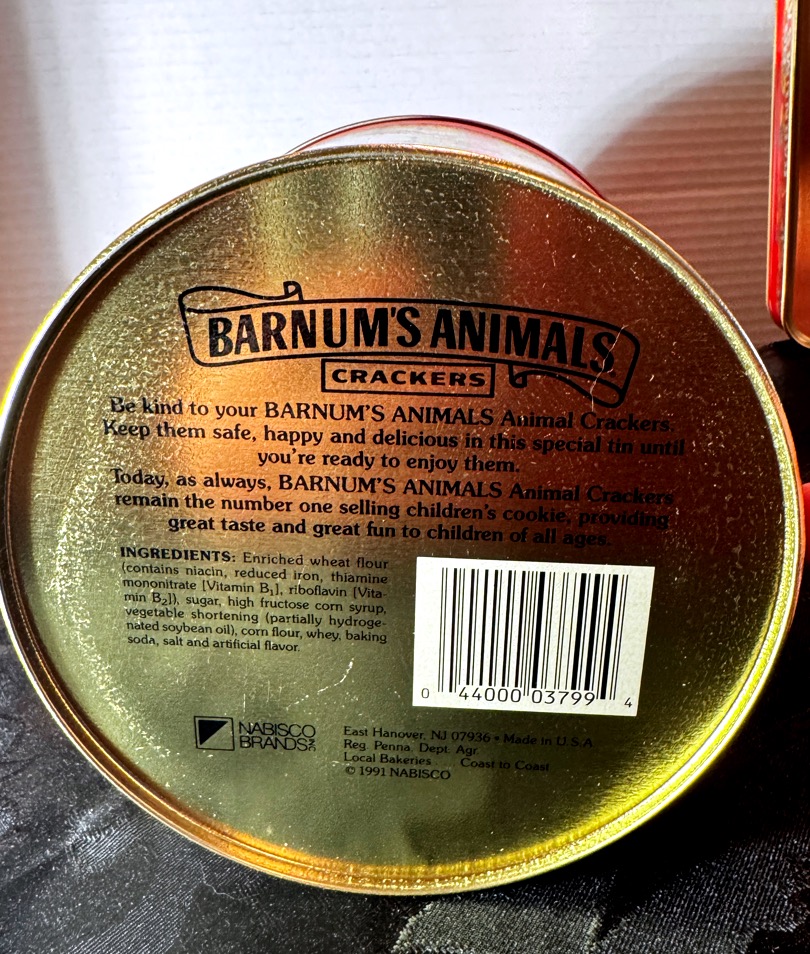 BARNUM'S ANIMALS
CRACKERS
Be kind to your BARNUM'S ANIMALS Animal Crackers.
Keep them safe, happy and delicious in this special tin until
you're ready to enjoy them.
Today, as always, BARNUM'S ANIMALS Animal Crackers
remain the number one selling children's cookie, providing
great taste and great fun to children of all ages.
INGREDIENTS: Enriched wheat flour
(contains niacin, reduced iron, thiamine
mononitrate [Vitamin B₁], riboflavin [Vita-
min B₂]), sugar, high fructose corn syrup,
vegetable shortening (partially hydroge-
nated soybean oil), corn flour, whey, baking
soda, salt and artificial flavor.
0 44000 03799 4
NABISCO
BRANDS INC
East Hanover, NJ 07936 • Made in U.S.A
Reg. Penna. Dept. Agr.
Local Bakeries Coast to Coast
© 1991 NABISCO